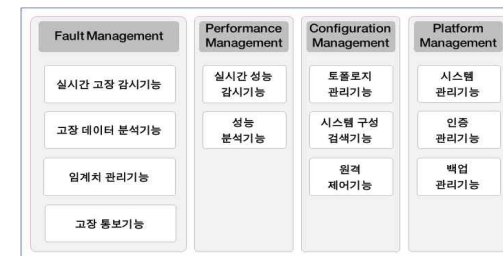 Fault Management
실시간 고장 감시기능
고장 데이터 분석기능
임계치 관리기능
고장 통보기능
Performance
Management
실시간 성능
감시기능
성능
분석기능
Configuration
Management
토폴로지
관리기능
시스템 구성
검색기능
원격
제어기능
Platform
Management
시스템
관리기능
인증
관리기능
백업
관리기능